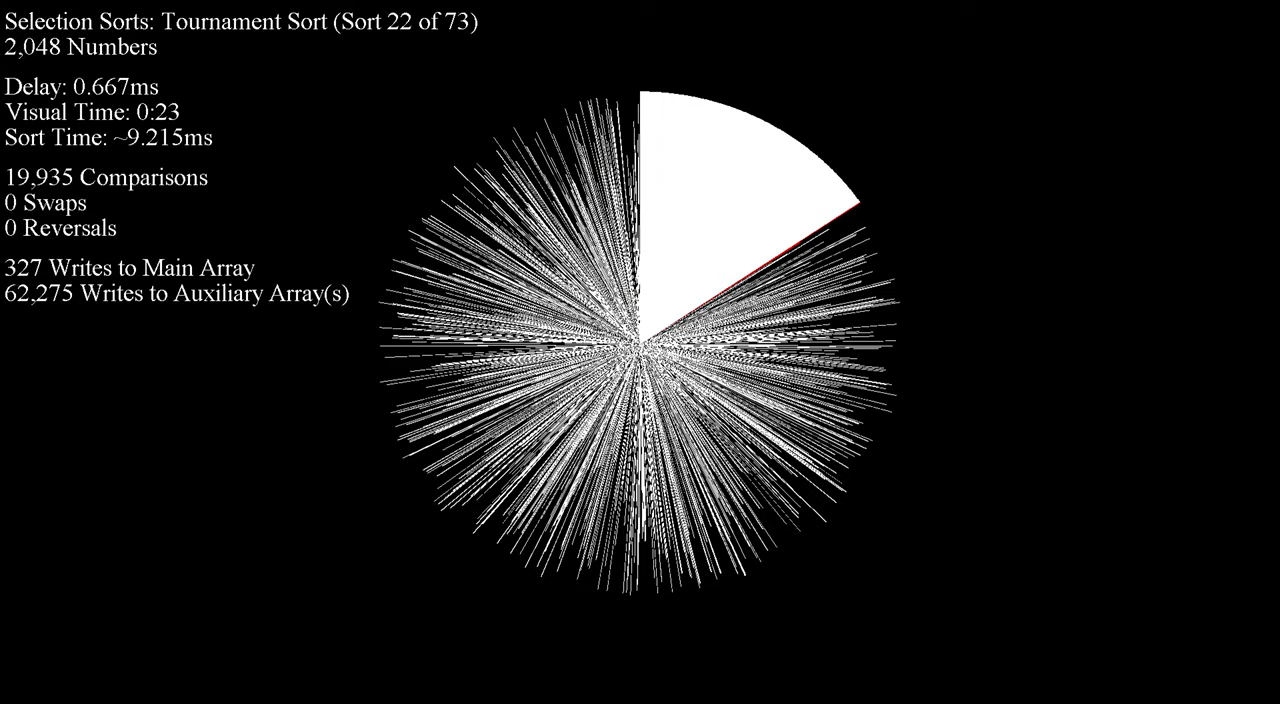 Selection Sorts: Tournament Sort (Sort 22 of 73)
2,048 Numbers
Delay: 0.667ms
Visual Time: 0:23
Sort Time: ~9.215ms
19,935 Comparisons
0 Swaps
0 Reversals
327 Writes to Main Array
62,275 Writes to Auxiliary Array(s)